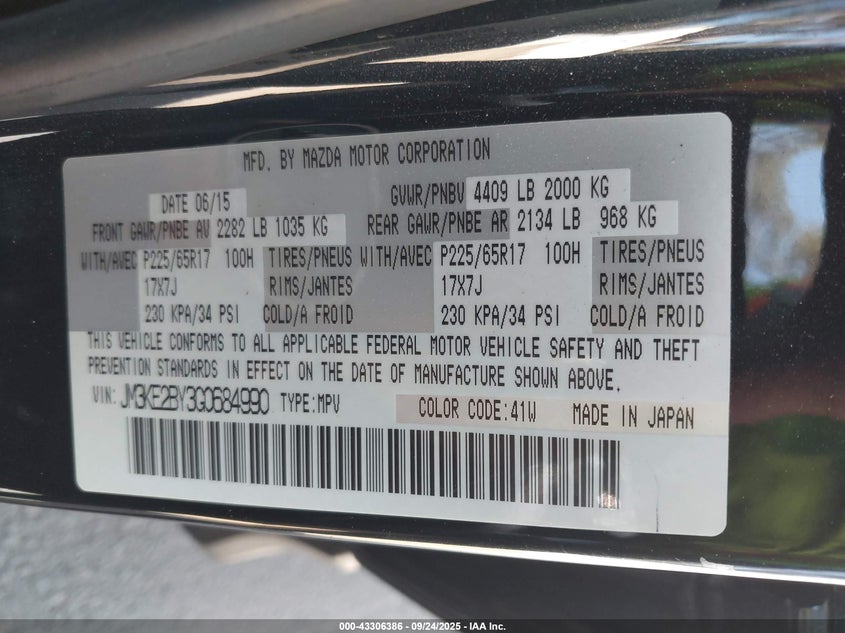 MFD. BY MAZDA MOTOR CORPORATION
DATE 06/15 GVWR/PNBV 4409 LB 2000 KG
FRONT GAWR/PNBE AV 2282 LB 1035 KG REAR GAWR/PNBE AR 2134 LB 968 KG
WITH/AVEC P225/65R17 100H TIRES/PNEUS WITH/AVEC P225/65R17 100H TIRES/PNEUS
17X7J RIMS/JANTES 17X7J RIMS/JANTES
230 KPA/34 PSI COLD/A FROID 230 KPA/34 PSI COLD/A FROID
THIS VEHICLE CONFORMS TO ALL APPLICABLE FEDERAL MOTOR VEHICLE SAFETY AND THEFT
PREVENTION STANDARDS IN EFFECT ON THE DATE OF MANUFACTURE SHOWN ABOVE.
VIN: JM3KE2BY3G0684990 TYPE:MPV COLOR CODE:41W MADE IN JAPAN
000-43306386 - 09/24/2025 - IAA Inc.